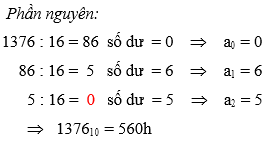 Phần nguyên:
1376 : 16 = 86 số dư = 0 ⇒ a₀ = 0
86 : 16 = 5 số dư = 6 ⇒ a₁ = 6
5 : 16 = 0 số dư = 5 ⇒ a₂ = 5
⇒ 1376₁₀ = 560h